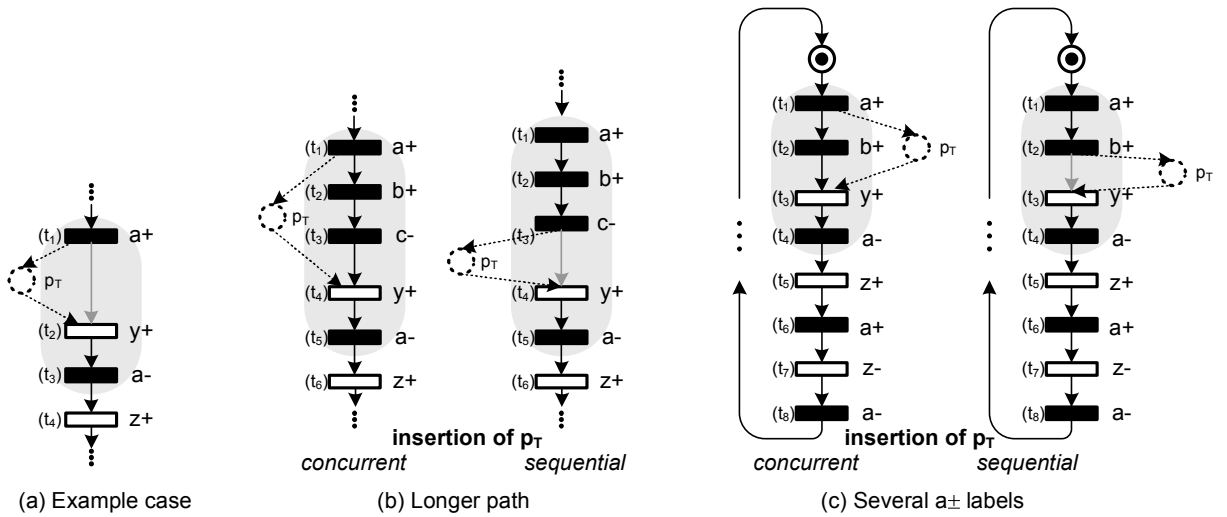 (t1) a+
pT
(t2) y+
(t3) a-
(t4) z+
(a) Example case
(t1) a+
(t2) b+
pT
(t3) c-
(t4) y+
(t5) a-
(t6) z+
(t1) a+
(t2) b+
(t3) c-
pT
(t4) y+
(t5) a-
(t6) z+
insertion of pT
concurrent sequential
(b) Longer path
(t1) a+
(t2) b+
pT
(t3) y+
(t4) a-
(t5) z+
(t6) a+
(t7) z-
(t8) a-
(t1) a+
(t2) b+
pT
(t3) y+
(t4) a-
(t5) z+
(t6) a+
(t7) z-
(t8) a-
insertion of pT
concurrent sequential
(c) Several a± labels